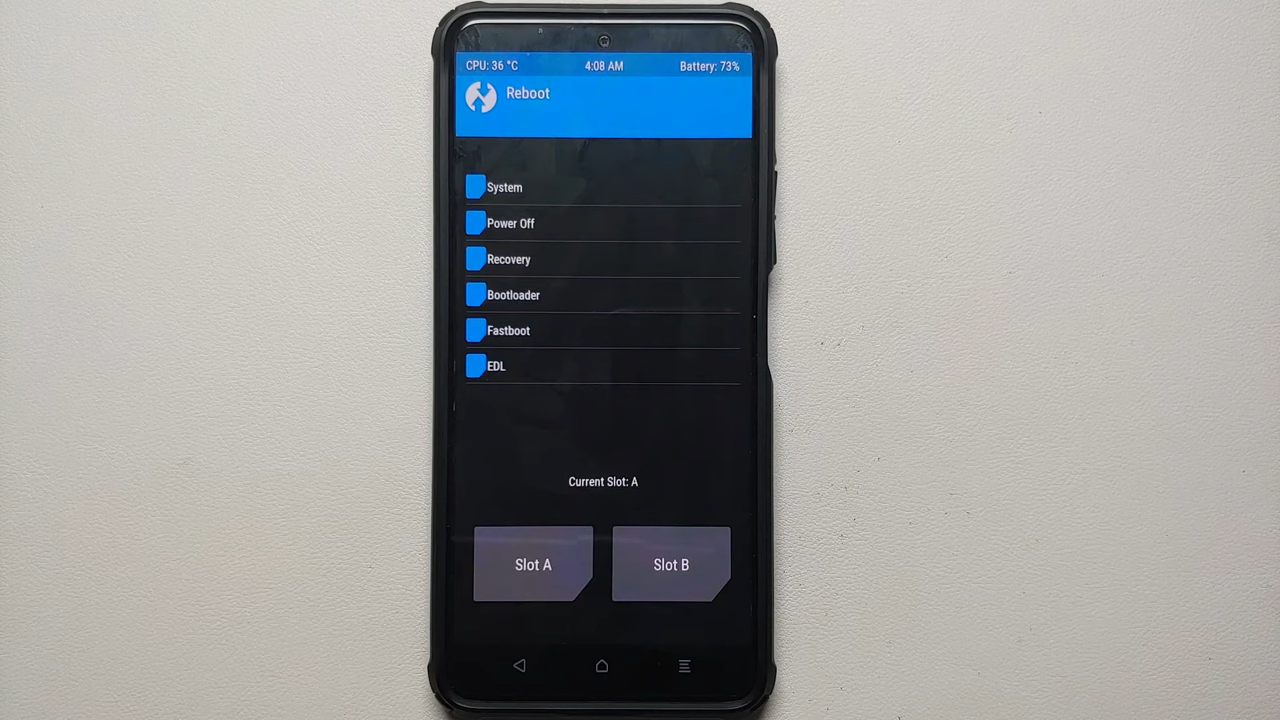 CPU: 36 °C 4:08 AM Battery: 73%
Reboot
System
Power Off
Recovery
Bootloader
Fastboot
EDL
Current Slot: A
Slot A Slot B